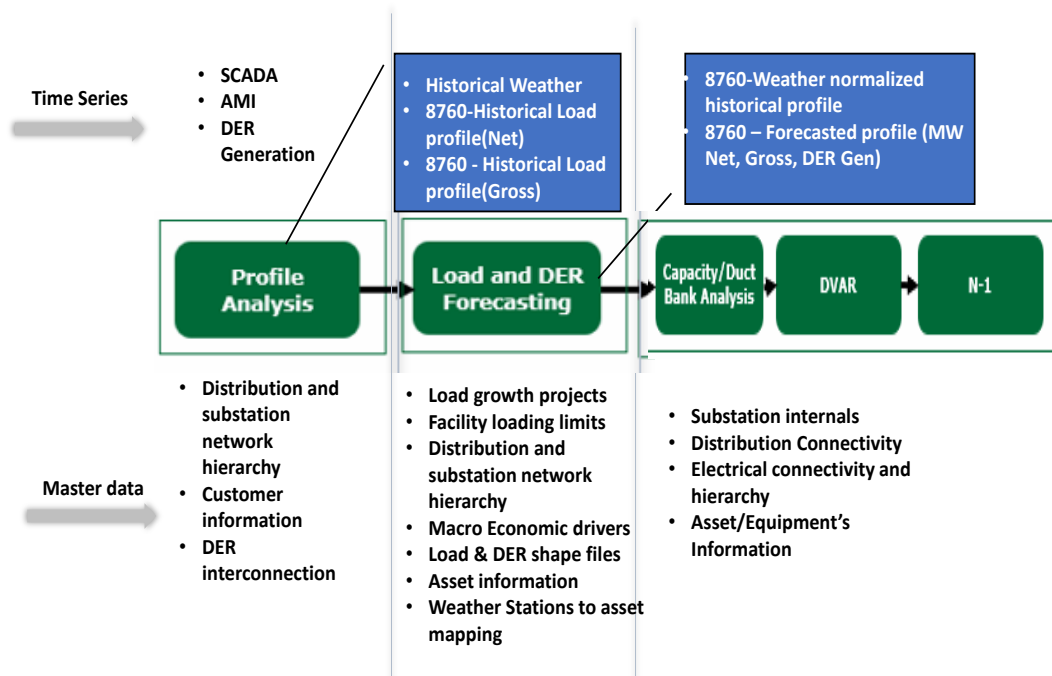 Time Series
• SCADA
• AMI
• DER
Generation
Historical Weather
• 8760-Historical Load
profile(Net)
• 8760 - Historical Load
profile(Gross)
• 8760-Weather normalized
historical profile
• 8760 – Forecasted profile (MW
Net, Gross, DER Gen)
Profile
Analysis
Load and DER
Forecasting
Capacity/Duct
Bank Analysis
DVAR
N-1
Master data
• Distribution and
substation
network
hierarchy
• Customer
information
• DER
interconnection
• Load growth projects
• Facility loading limits
• Distribution and
substation network
hierarchy
• Macro Economic drivers
• Load & DER shape files
• Asset information
• Weather Stations to asset
mapping
• Substation internals
• Distribution Connectivity
• Electrical connectivity and
hierarchy
• Asset/Equipment's
Information